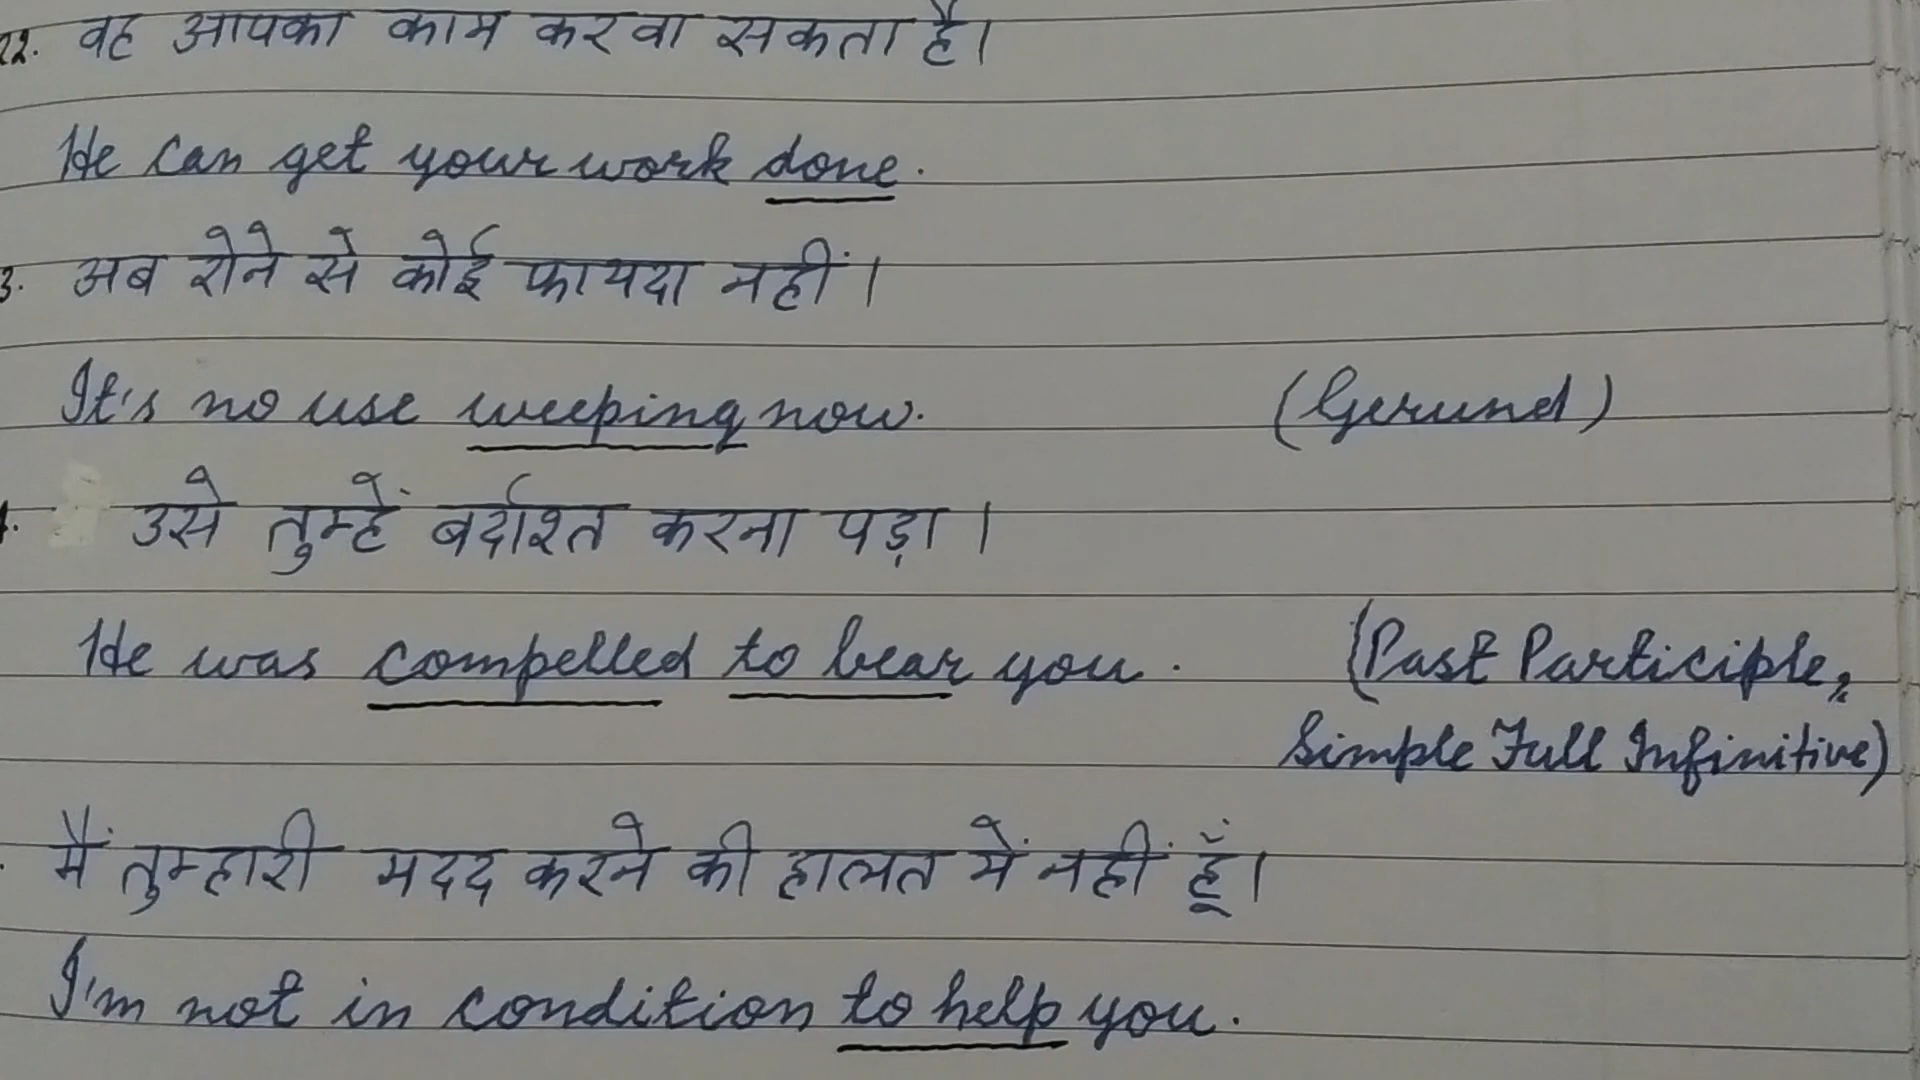 22. वह आपका काम करवा सकता है।
He can get your work done.
3. अब रोने से कोई फायदा नहीं।
It's no use weeping now. (Gerund)
उसे तुम्हें बर्दाश्त करना पड़ा।
He was compelled to bear you. (Past Participle,
Simple Full Infinitive)
मैं तुम्हारी मदद करने की हालत में नहीं हूँ।
I'm not in condition to help you.